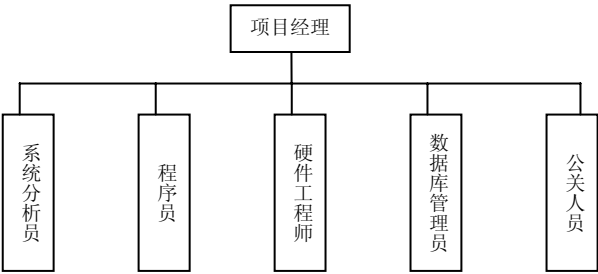 项目经理
系统分析员
程序员
硬件工程师
数据库管理员
公关人员